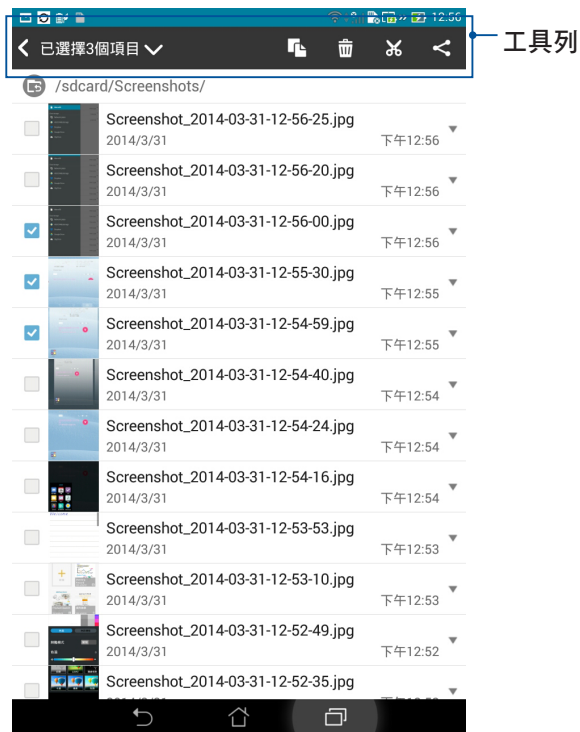 12:56
已選擇3個項目
工具列
/sdcard/Screenshots/
Screenshot_2014-03-31-12-56-25.jpg
2014/3/31 下午12:56
Screenshot_2014-03-31-12-56-20.jpg
2014/3/31 下午12:56
Screenshot_2014-03-31-12-56-00.jpg
2014/3/31 下午12:56
Screenshot_2014-03-31-12-55-30.jpg
2014/3/31 下午12:55
Screenshot_2014-03-31-12-54-59.jpg
2014/3/31 下午12:55
Screenshot_2014-03-31-12-54-40.jpg
2014/3/31 下午12:54
Screenshot_2014-03-31-12-54-24.jpg
2014/3/31 下午12:54
Screenshot_2014-03-31-12-54-16.jpg
2014/3/31 下午12:54
Screenshot_2014-03-31-12-53-53.jpg
2014/3/31 下午12:53
Screenshot_2014-03-31-12-53-10.jpg
2014/3/31 下午12:53
Screenshot_2014-03-31-12-52-49.jpg
2014/3/31 下午12:52
Screenshot_2014-03-31-12-52-35.jpg